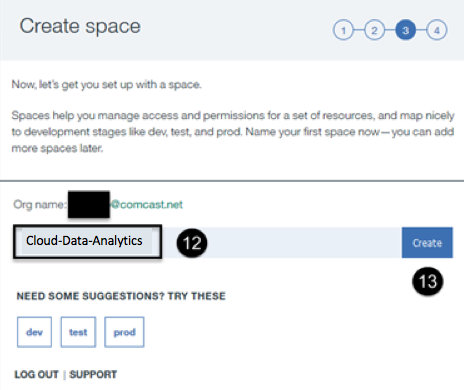 Create space
1 2 3 4
Now, let's get you set up with a space.
Spaces help you manage access and permissions for a set of resources, and map nicely
to development stages like dev, test, and prod. Name your first space now—you can add
more spaces later.
Org name: @comcast.net
Cloud-Data-Analytics 12 Create
13
NEED SOME SUGGESTIONS? TRY THESE
dev test prod
LOG OUT | SUPPORT